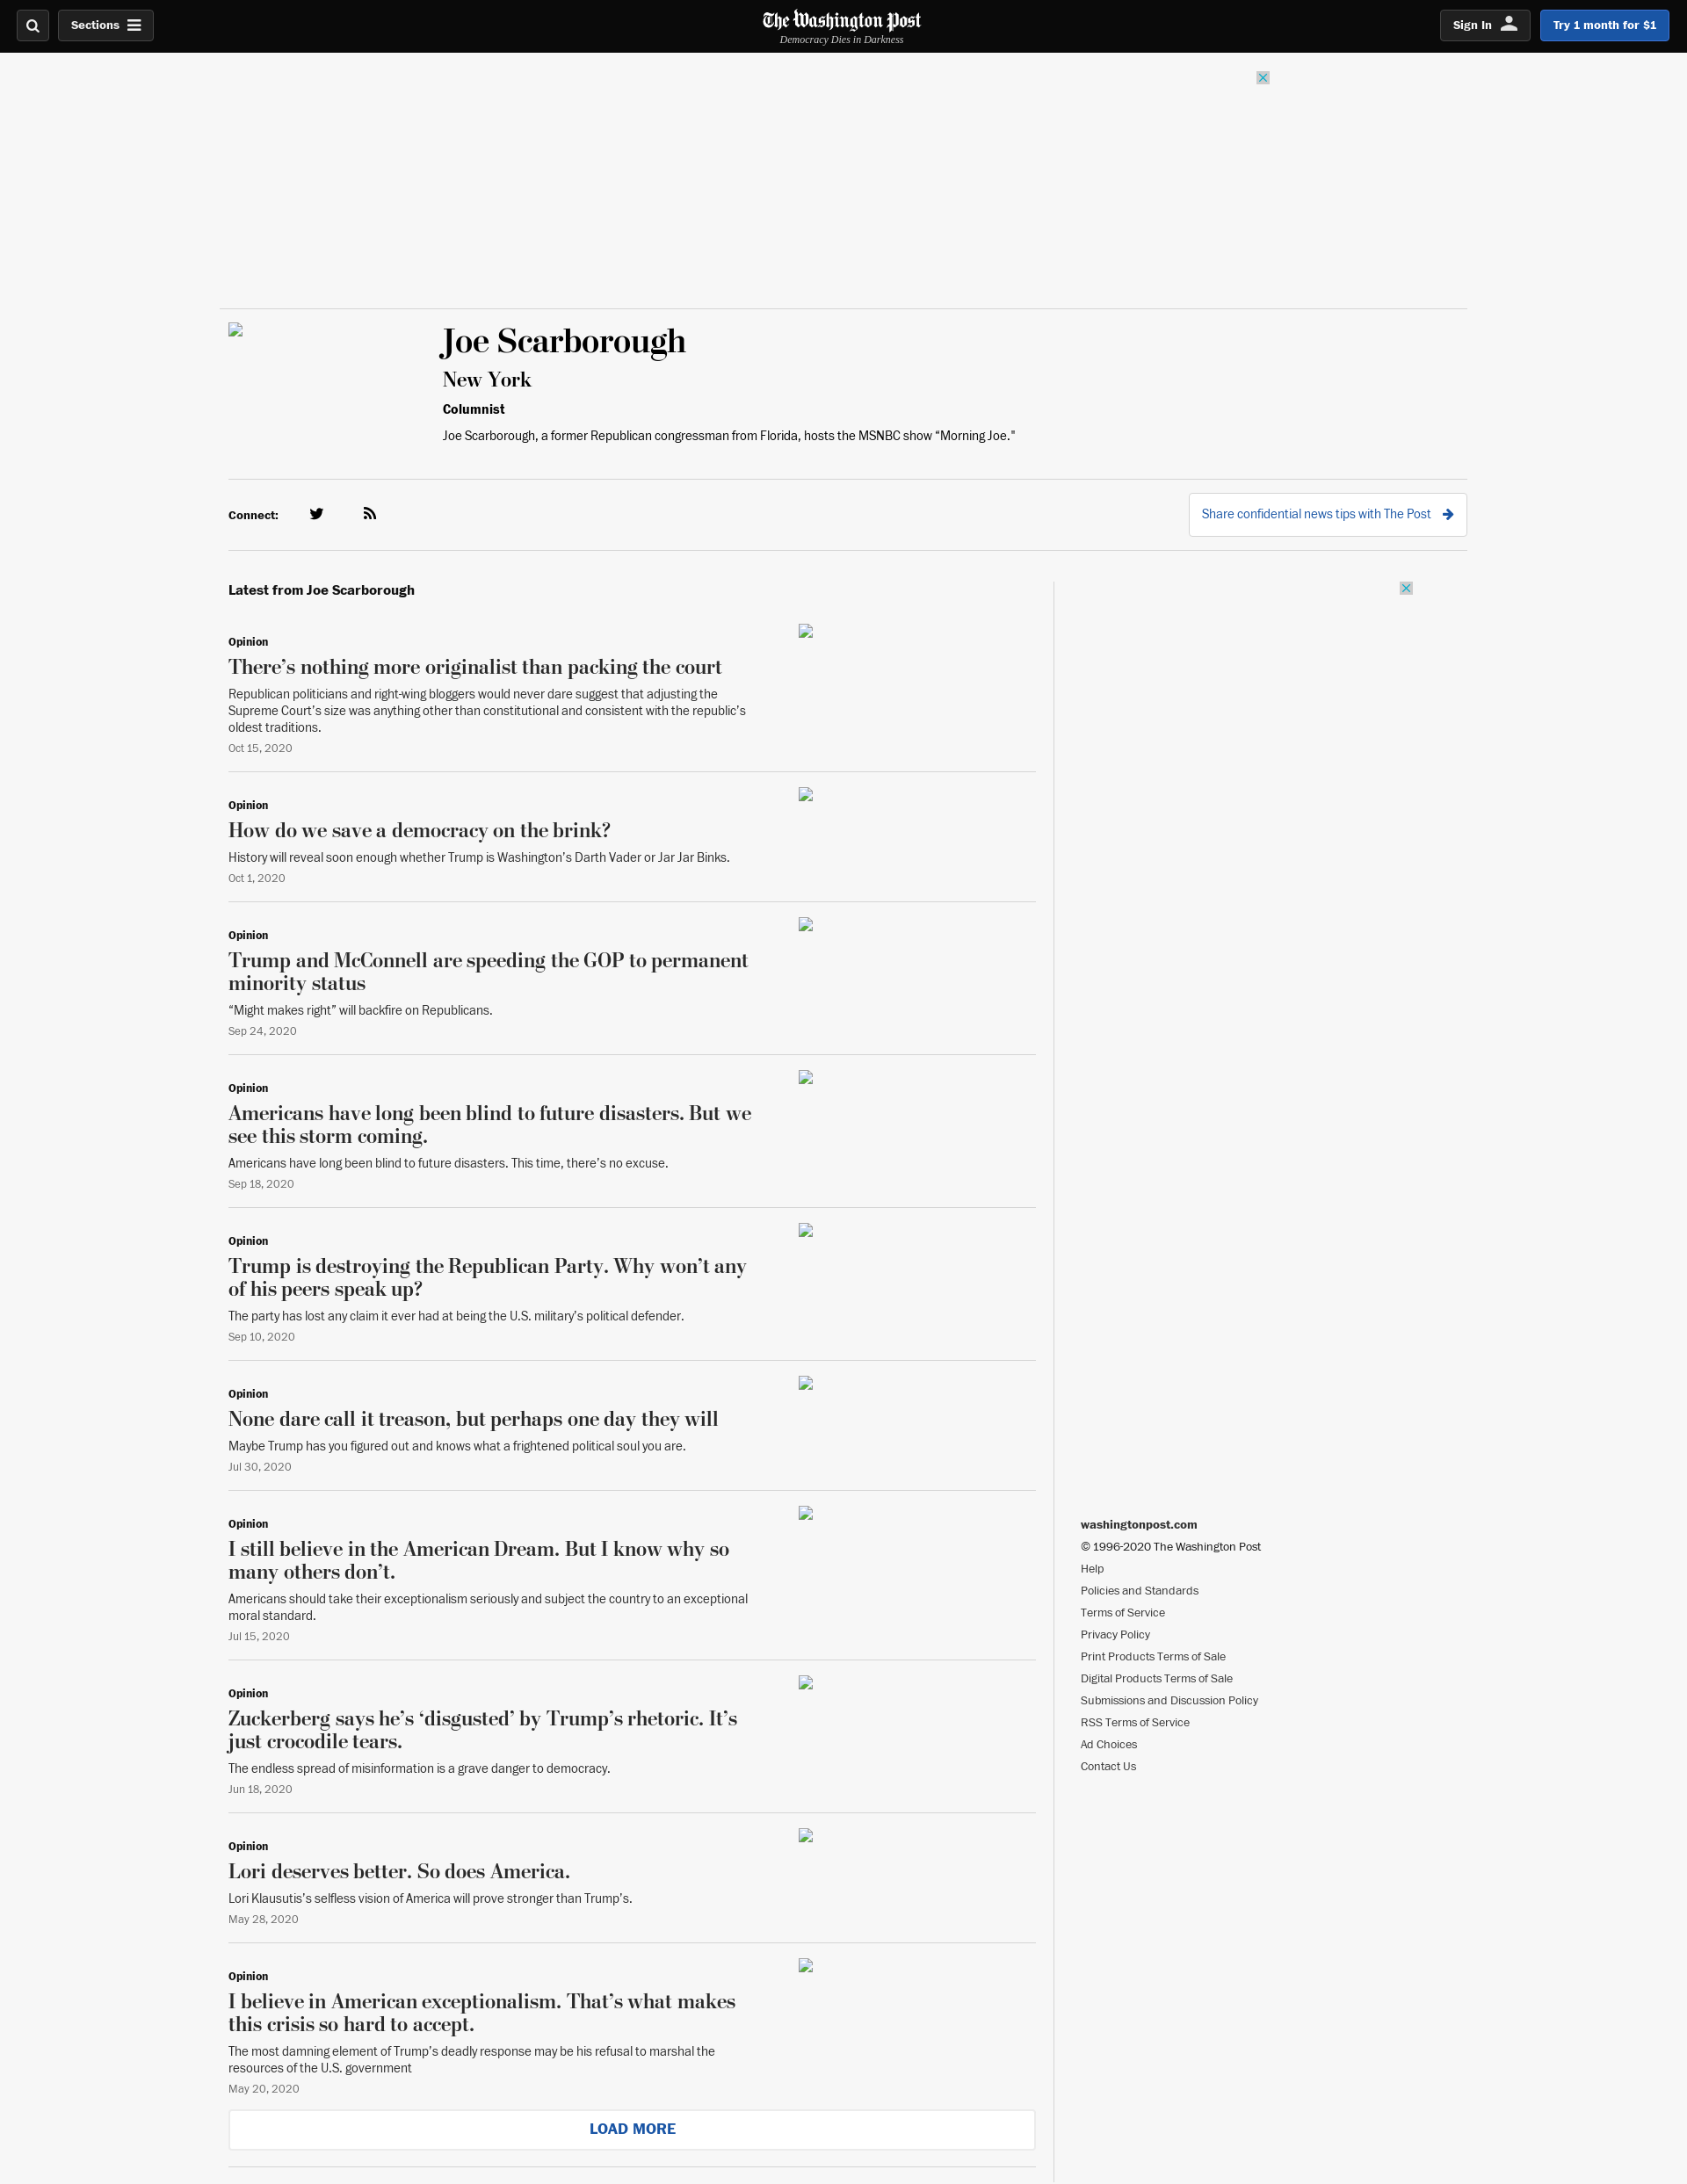 Sections
The Washington Post
Democracy Dies in Darkness
Sign In
Try 1 month for $1
Joe Scarborough
New York
Columnist
Joe Scarborough, a former Republican congressman from Florida, hosts the MSNBC show “Morning Joe."
Connect:
Share confidential news tips with The Post
Latest from Joe Scarborough
Opinion
There’s nothing more originalist than packing the court
Republican politicians and right-wing bloggers would never dare suggest that adjusting the
Supreme Court’s size was anything other than constitutional and consistent with the republic’s
oldest traditions.
Oct 15, 2020
Opinion
How do we save a democracy on the brink?
History will reveal soon enough whether Trump is Washington’s Darth Vader or Jar Jar Binks.
Oct 1, 2020
Opinion
Trump and McConnell are speeding the GOP to permanent
minority status
“Might makes right” will backfire on Republicans.
Sep 24, 2020
Opinion
Americans have long been blind to future disasters. But we
see this storm coming.
Americans have long been blind to future disasters. This time, there’s no excuse.
Sep 18, 2020
Opinion
Trump is destroying the Republican Party. Why won’t any
of his peers speak up?
The party has lost any claim it ever had at being the U.S. military’s political defender.
Sep 10, 2020
Opinion
None dare call it treason, but perhaps one day they will
Maybe Trump has you figured out and knows what a frightened political soul you are.
Jul 30, 2020
Opinion
I still believe in the American Dream. But I know why so
many others don’t.
Americans should take their exceptionalism seriously and subject the country to an exceptional
moral standard.
Jul 15, 2020
Opinion
Zuckerberg says he’s ‘disgusted’ by Trump’s rhetoric. It’s
just crocodile tears.
The endless spread of misinformation is a grave danger to democracy.
Jun 18, 2020
Opinion
Lori deserves better. So does America.
Lori Klausutis’s selfless vision of America will prove stronger than Trump’s.
May 28, 2020
Opinion
I believe in American exceptionalism. That’s what makes
this crisis so hard to accept.
The most damning element of Trump’s deadly response may be his refusal to marshal the
resources of the U.S. government
May 20, 2020
LOAD MORE
washingtonpost.com
© 1996-2020 The Washington Post
Help
Policies and Standards
Terms of Service
Privacy Policy
Print Products Terms of Sale
Digital Products Terms of Sale
Submissions and Discussion Policy
RSS Terms of Service
Ad Choices
Contact Us